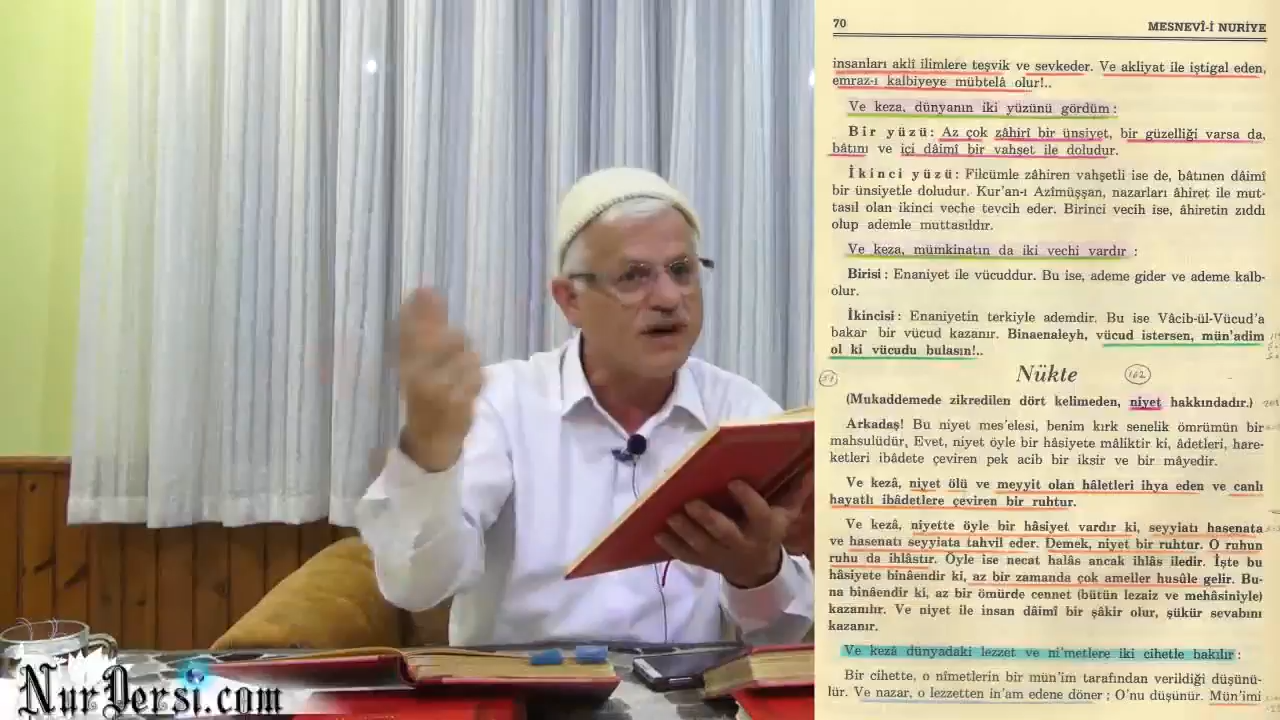 70 MESNEVÎ-İ NURİYE
insanları aklî ilimlere teşvik ve sevkeder. Ve akliyat ile iştigal eden,
emraz-ı kalbiyeye mübtelâ olur!..
Ve keza, dünyanın iki yüzünü gördüm :
Bir yüzü : Az çok zâhirî bir ünsiyet, bir güzelliği varsa da,
bâtını ve içi dâimî bir vahşet ile doludur.
İkinci yüzü : Filcümle zâhiren vahşetli ise de, bâtınen dâimî
bir ünsiyetle doludur. Kur'an-ı Azîmüşşan, nazarları âhiret ile mut-
tasıl olan ikinci veche tevcih eder. Birinci vecih ise, âhiretin zıddı
olup ademle muttasıldır.
Ve keza, mümkinatın da iki vechi vardır :
Birisi : Enaniyet ile vücuddur. Bu ise, ademe gider ve ademe kalb-
olur.
İkincisi : Enaniyetin terkiyle ademdir. Bu ise Vâcib-ül-Vücud'a
bakar bir vücud kazanır. Binaenaleyh, vücud istersen, mün'adim
ol ki vücudu bulasın!..
Nükte 162
(Mukaddemede zikredilen dört kelimeden, niyet hakkındadır.)
Arkadaş! Bu niyet mes'elesi, benim kırk senelik ömrümün bir
mahsulüdür, Evet, niyet öyle bir hâsiyete mâliktir ki, âdetleri, hare-
ketleri ibâdete çeviren pek acib bir iksir ve bir mâyedir.
Ve kezâ, niyet ölü ve meyyit olan hâletleri ihya eden ve canlı
hayatlı ibâdetlere çeviren bir ruhtur.
Ve kezâ, niyette öyle bir hâsiyet vardır ki, seyyiatı hasenata
ve hasenatı seyyiata tahvil eder. Demek, niyet bir ruhtur. O ruhun
ruhu da ihlâstır. Öyle ise necat halâs ancak ihlâs iledir. İşte bu
hâsiyete binâendir ki, az bir zamanda çok ameller husûle gelir. Bu-
na binâendir ki, az bir ömürde cennet (bütün lezaiz ve mehâsiniyle)
kazanılır. Ve niyet ile insan dâimî bir şâkir olur, şükür sevabını
kazanır.
Ve kezâ dünyadaki lezzet ve ni'metlere iki cihetle bakılır :
Bir cihette, o nîmetlerin bir mün'im tarafından verildiği düşünü-
lür. Ve nazar, o lezzetten in'am edene döner ; O'nu düşünür. Mün'imi
NurDersi.com